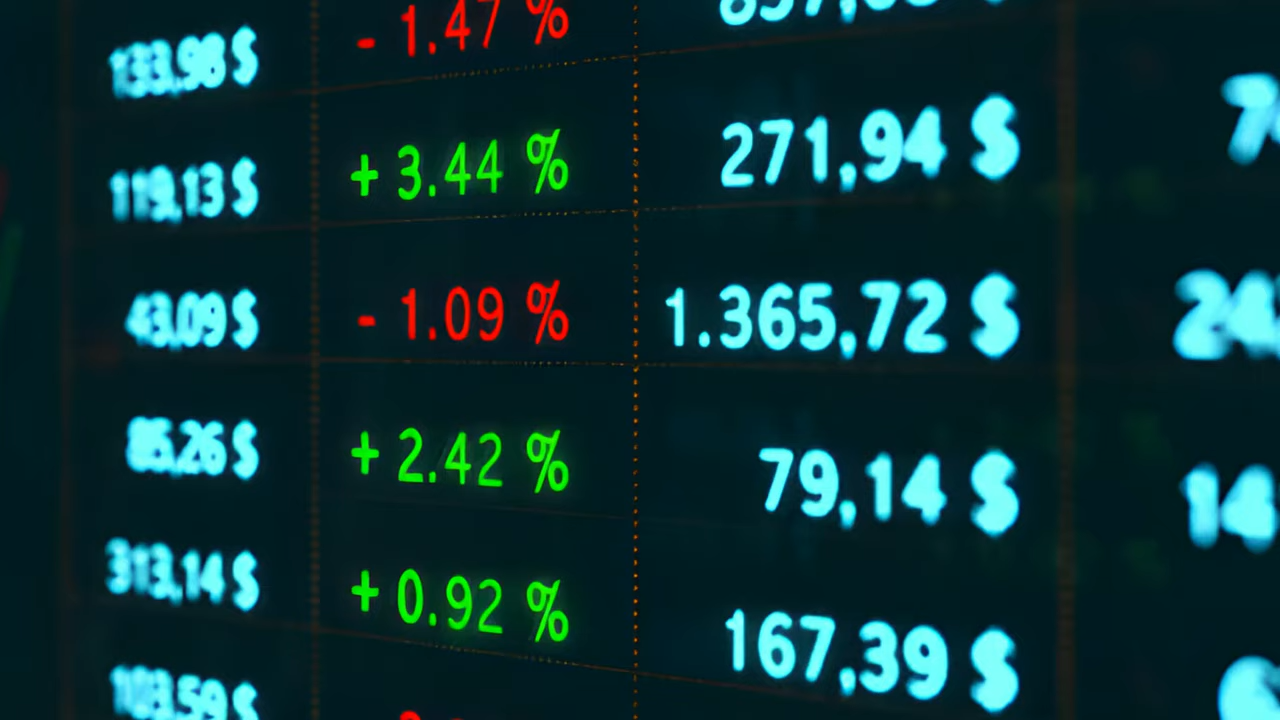 133,98 $ - 1.47 %
119,13 $ + 3.44 % 271,94 $
43,09 $ - 1.09 % 1.365,72 $
85,26 $ + 2.42 % 79,14 $
313,14 $ + 0.92 % 167,39 $